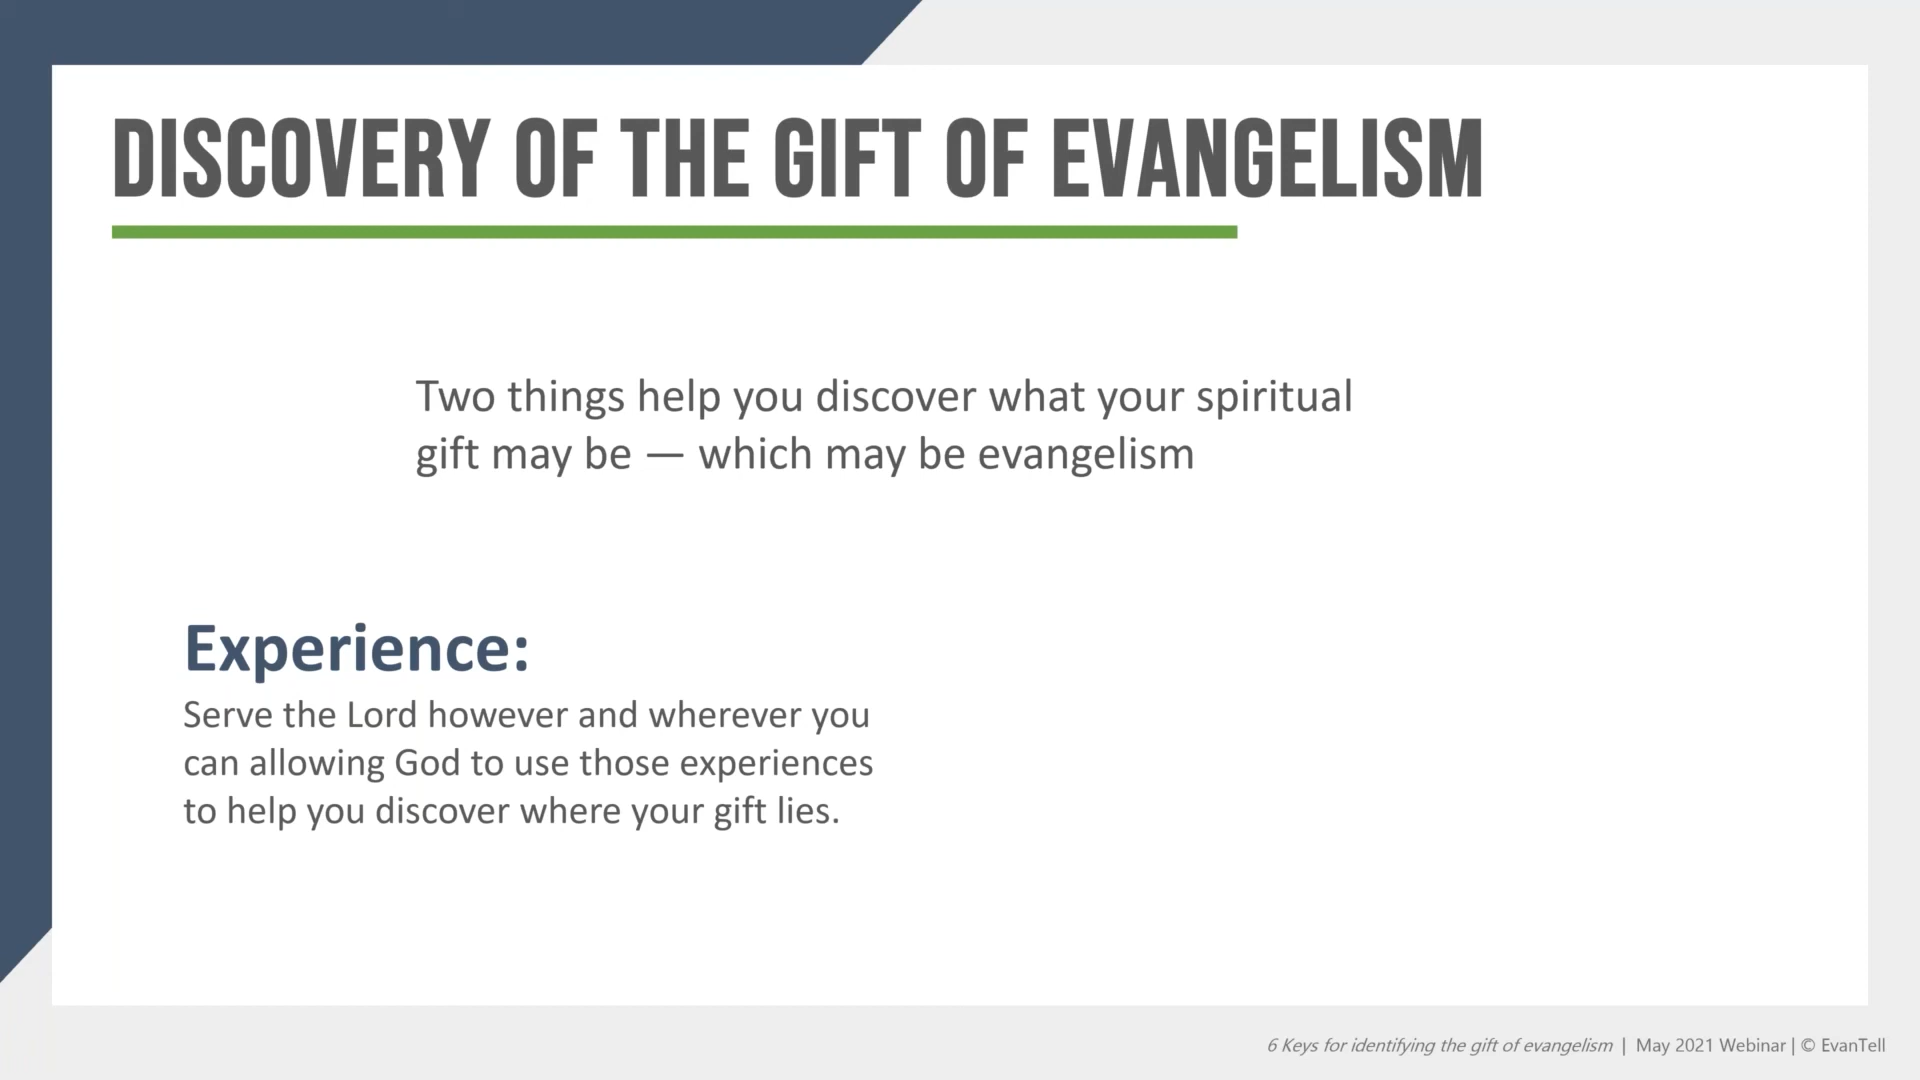 DISCOVERY OF THE GIFT OF EVANGELISM
Two things help you discover what your spiritual
gift may be — which may be evangelism
Experience:
Serve the Lord however and wherever you
can allowing God to use those experiences
to help you discover where your gift lies.
6 Keys for identifying the gift of evangelism | May 2021 Webinar | © EvanTell